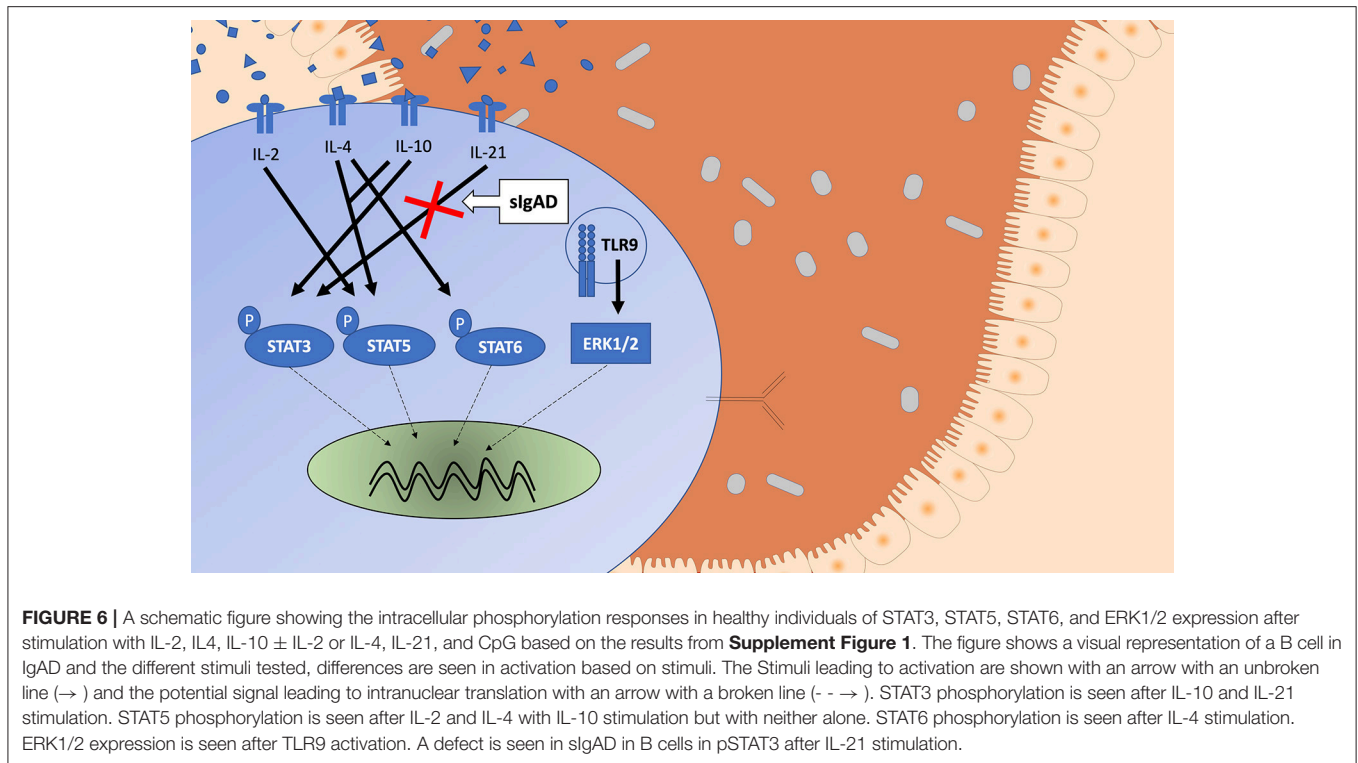 IL-2 IL-4 IL-10 IL-21
sIgAD
TLR9
P P P
STAT3 STAT5 STAT6 ERK1/2
FIGURE 6 | A schematic figure showing the intracellular phosphorylation responses in healthy individuals of STAT3, STAT5, STAT6, and ERK1/2 expression after
stimulation with IL-2, IL4, IL-10 ± IL-2 or IL-4, IL-21, and CpG based on the results from Supplement Figure 1. The figure shows a visual representation of a B cell in
IgAD and the different stimuli tested, differences are seen in activation based on stimuli. The Stimuli leading to activation are shown with an arrow with an unbroken
line (→ ) and the potential signal leading to intranuclear translation with an arrow with a broken line (- - → ). STAT3 phosphorylation is seen after IL-10 and IL-21
stimulation. STAT5 phosphorylation is seen after IL-2 and IL-4 with IL-10 stimulation but with neither alone. STAT6 phosphorylation is seen after IL-4 stimulation.
ERK1/2 expression is seen after TLR9 activation. A defect is seen in sIgAD in B cells in pSTAT3 after IL-21 stimulation.